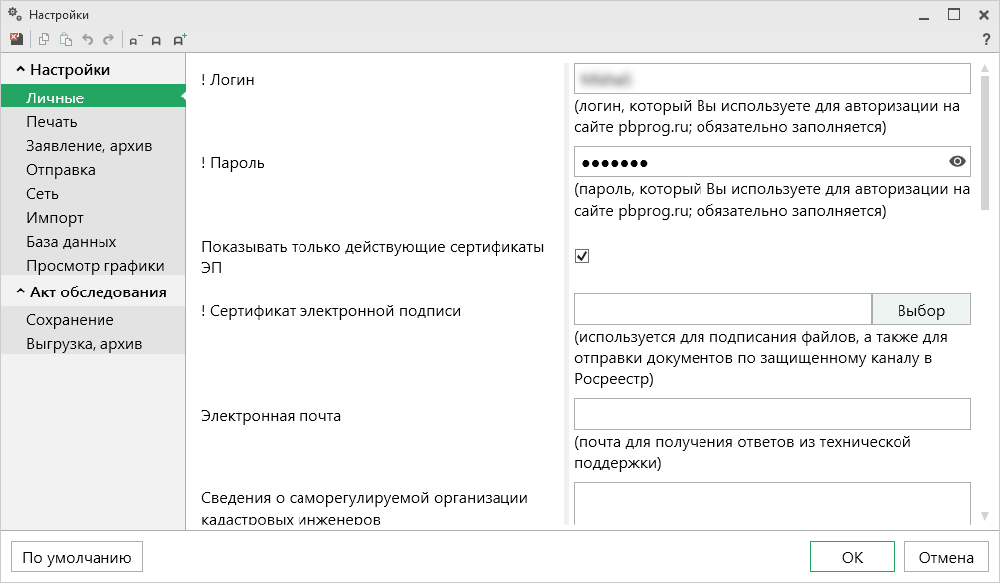 Настройки
?
Настройки
Личные
Печать
Заявление, архив
Отправка
Сеть
Импорт
База данных
Просмотр графики
Акт обследования
Сохранение
Выгрузка, архив
! Логин
(логин, который Вы используете для авторизации на
сайте pbprog.ru; обязательно заполняется)
! Пароль
●●●●●●●
(пароль, который Вы используете для авторизации на
сайте pbprog.ru; обязательно заполняется)
Показывать только действующие сертификаты
ЭП
! Сертификат электронной подписи
Выбор
(используется для подписания файлов, а также для
отправки документов по защищенному каналу в
Росреестр)
Электронная почта
(почта для получения ответов из технической
поддержки)
Сведения о саморегулируемой организации
кадастровых инженеров
По умолчанию
ОК
Отмена